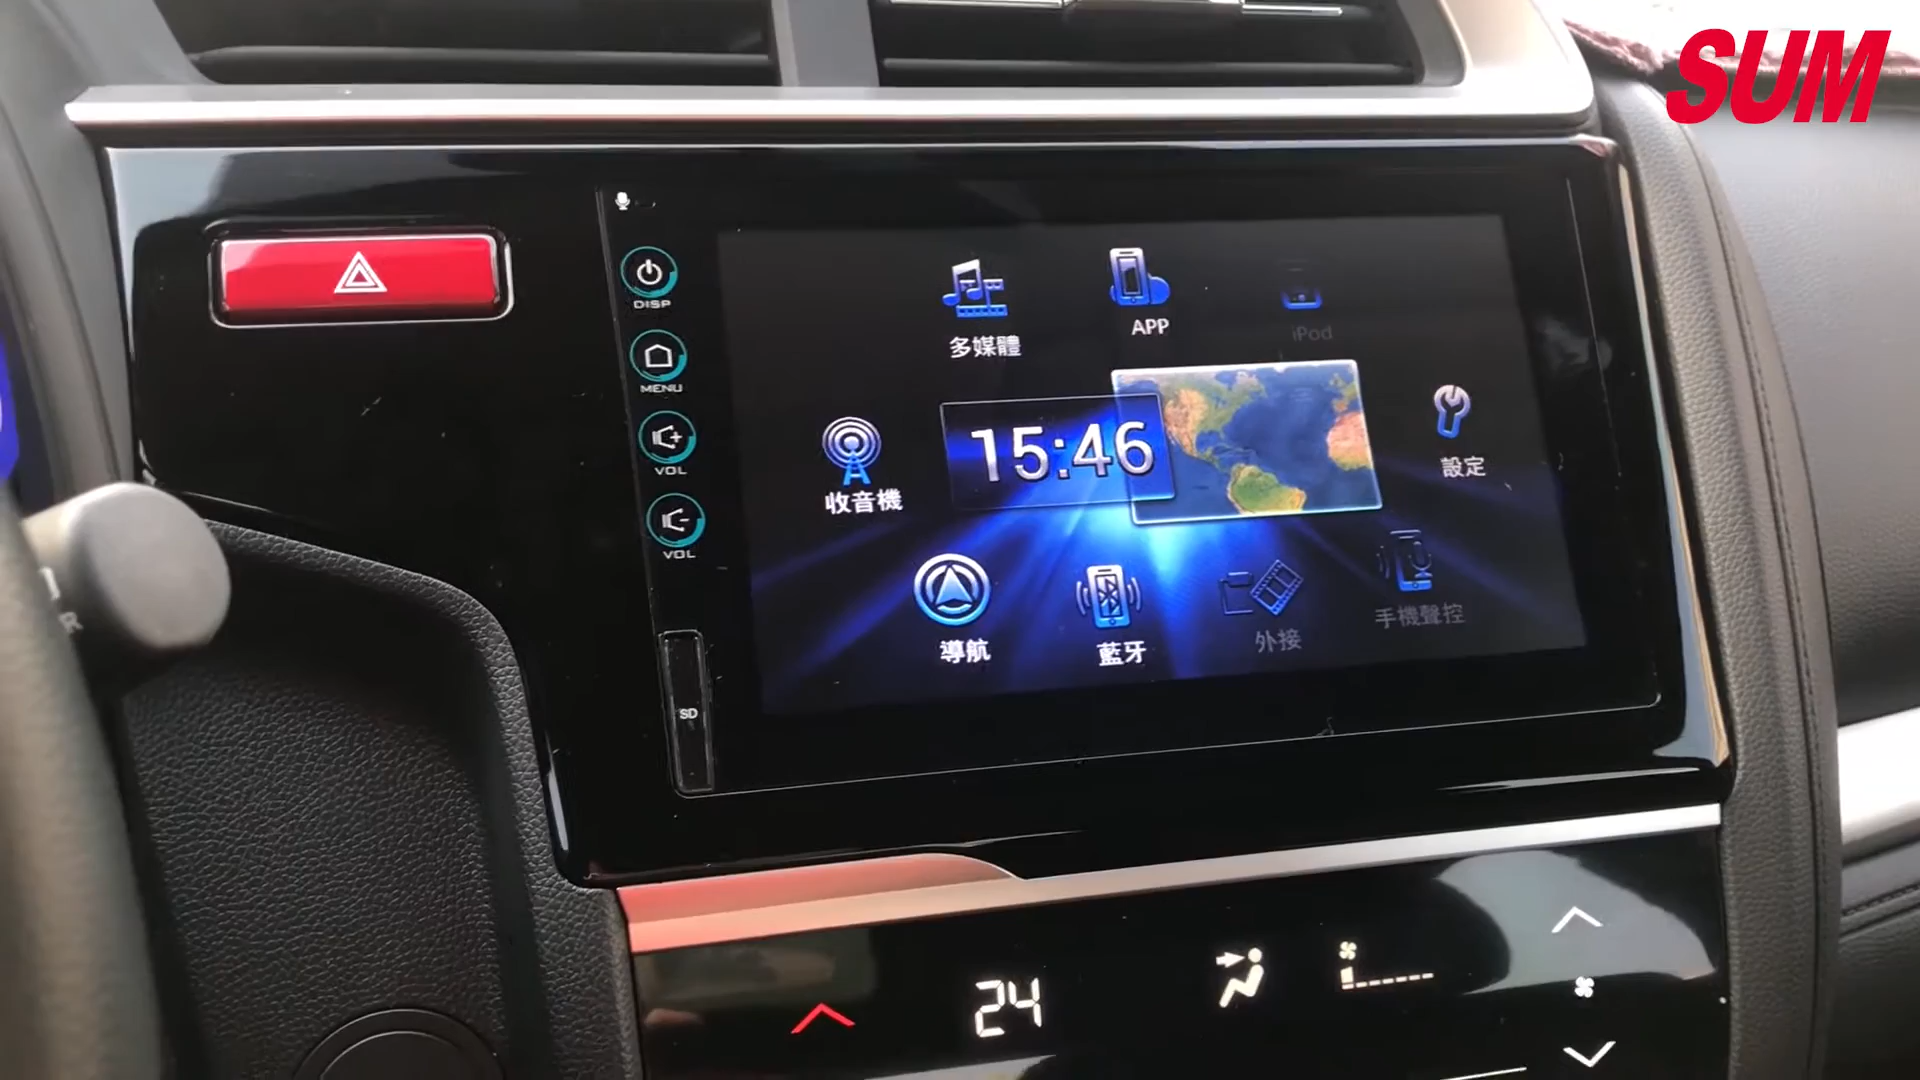 SUM
DISP
MENU
VOL
VOL
SD
多媒體
APP
iPod
15:46
收音機
設定
導航
藍牙
外接
手機聲控
24